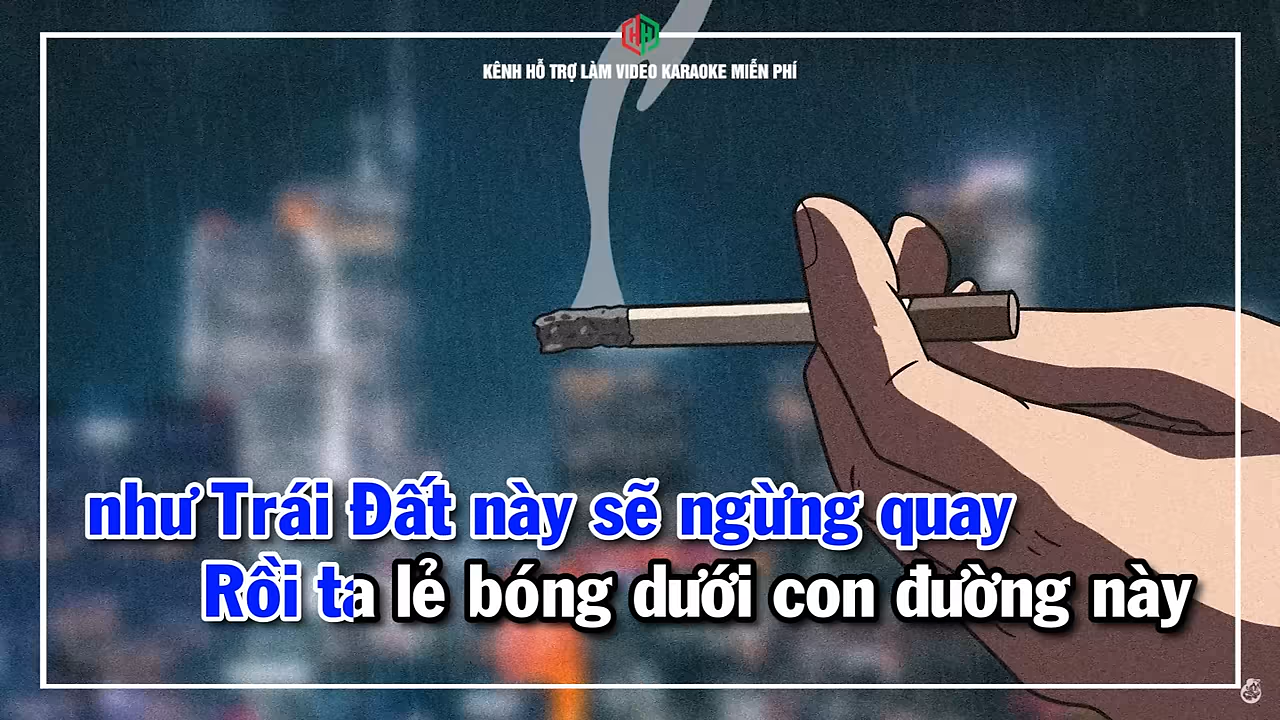 KÊNH HỖ TRỢ LÀM VIDEO KARAOKE MIỄN PHÍ
như Trái Đất này sẽ ngừng quay
Rồi ta lẻ bóng dưới con đường này